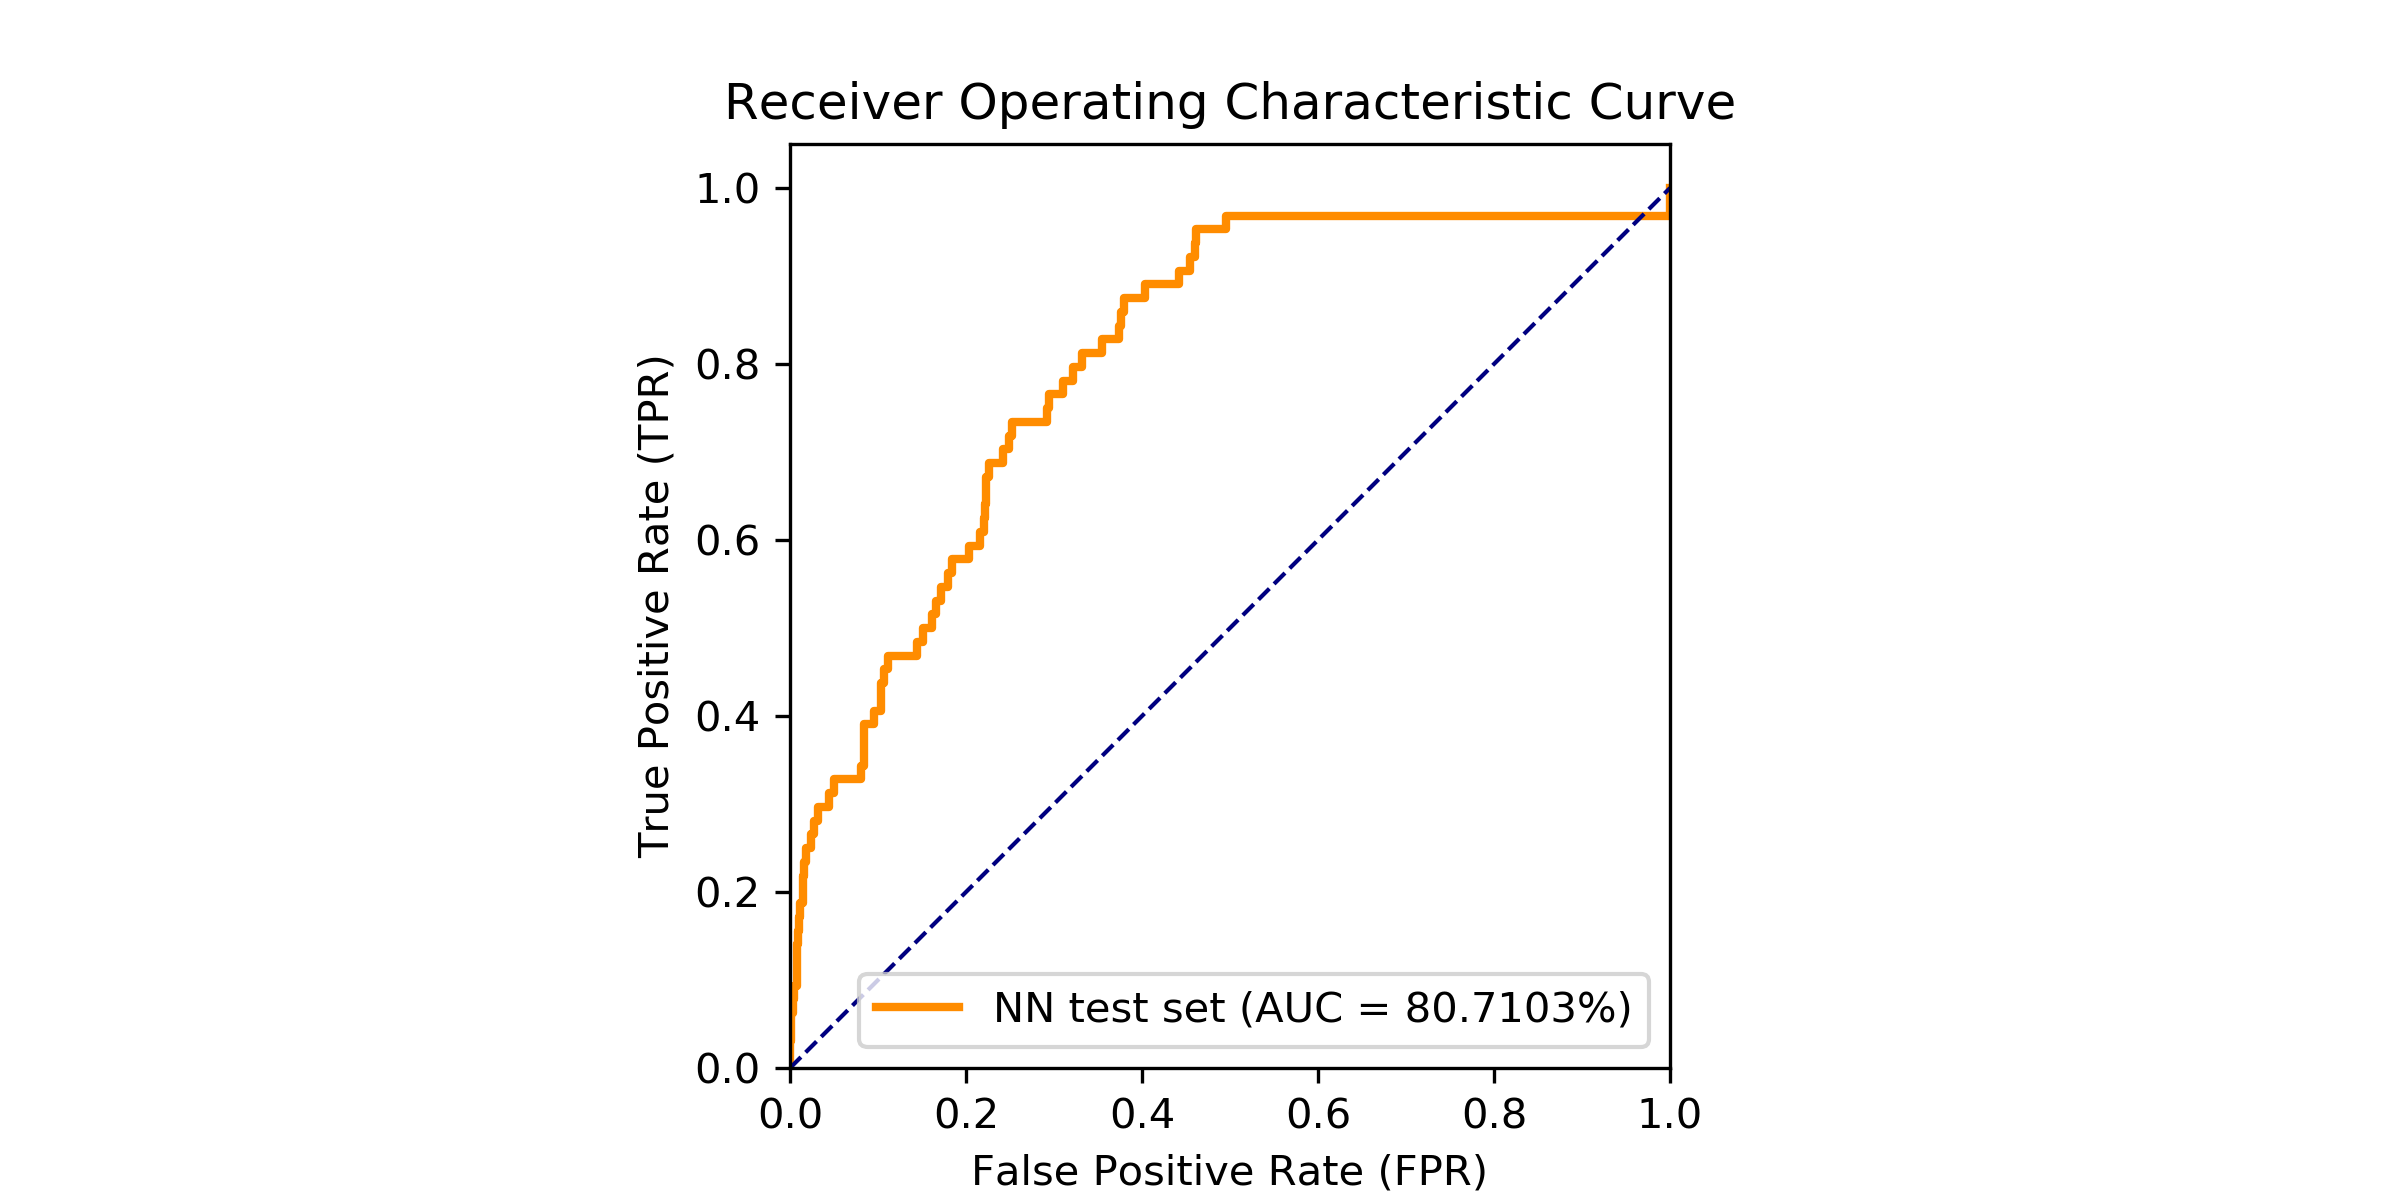 Receiver Operating Characteristic Curve
True Positive Rate (TPR)
1.0
0.8
0.6
0.4
0.2
0.0
NN test set (AUC = 80.7103%)
0.0 0.2 0.4 0.6 0.8 1.0
False Positive Rate (FPR)